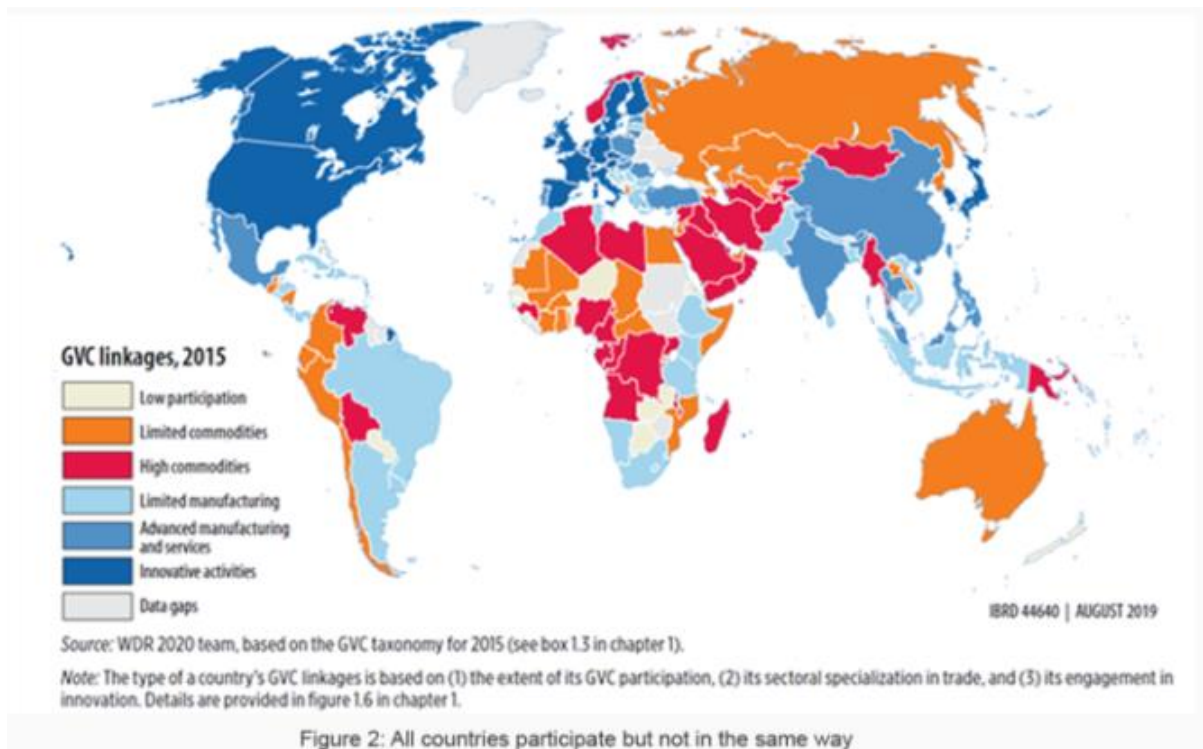 GVC linkages, 2015
Low participation
Limited commodities
High commodities
Limited manufacturing
Advanced manufacturing
and services
Innovative activities
Data gaps
IBRD 44640 | AUGUST 2019
Source: WDR 2020 team, based on the GVC taxonomy for 2015 (see box 1.3 in chapter 1).
Note: The type of a country's GVC linkages is based on (1) the extent of its GVC participation, (2) its sectoral specialization in trade, and (3) its engagement in
innovation. Details are provided in figure 1.6 in chapter 1.
Figure 2: All countries participate but not in the same way